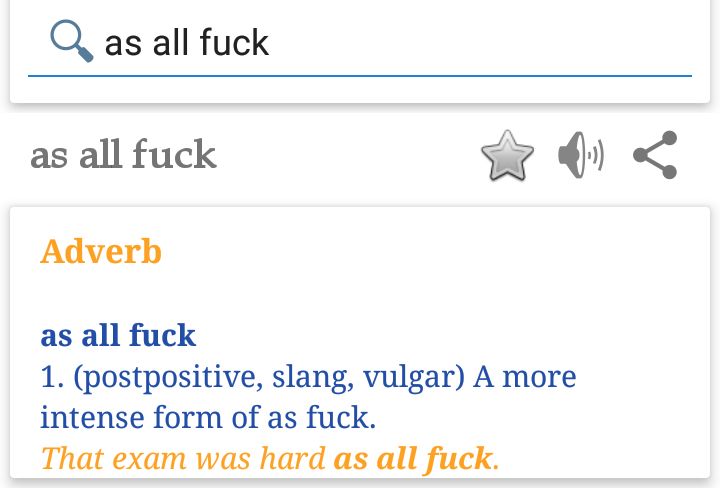 as all fuck
as all fuck
Adverb
as all fuck
1. (postpositive, slang, vulgar) A more
intense form of as fuck.
That exam was hard as all fuck.